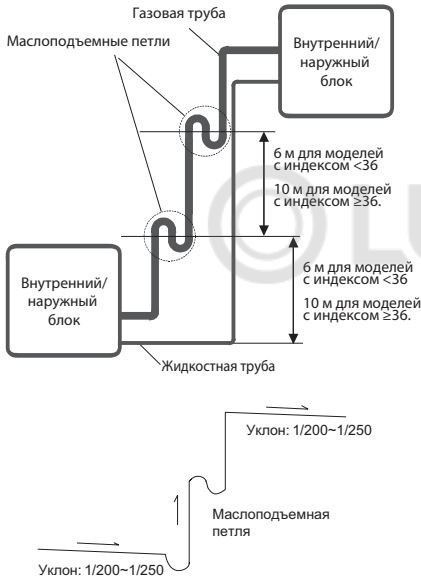 Газовая труба
Маслоподъемные петли
Внутренний/
наружный
блок
6 м для моделей
с индексом <36
10 м для моделей
с индексом ≥36.
6 м для моделей
с индексом <36
10 м для моделей
с индексом ≥36.
Внутренний/
наружный
блок
Жидкостная труба
Уклон: 1/200~1/250
Маслоподъемная
петля
Уклон: 1/200~1/250